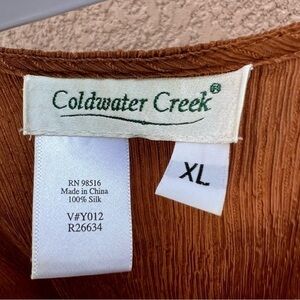 Coldwater Creek®
XL
RN 98516
Made in China
100% Silk
V#Y012
R26634